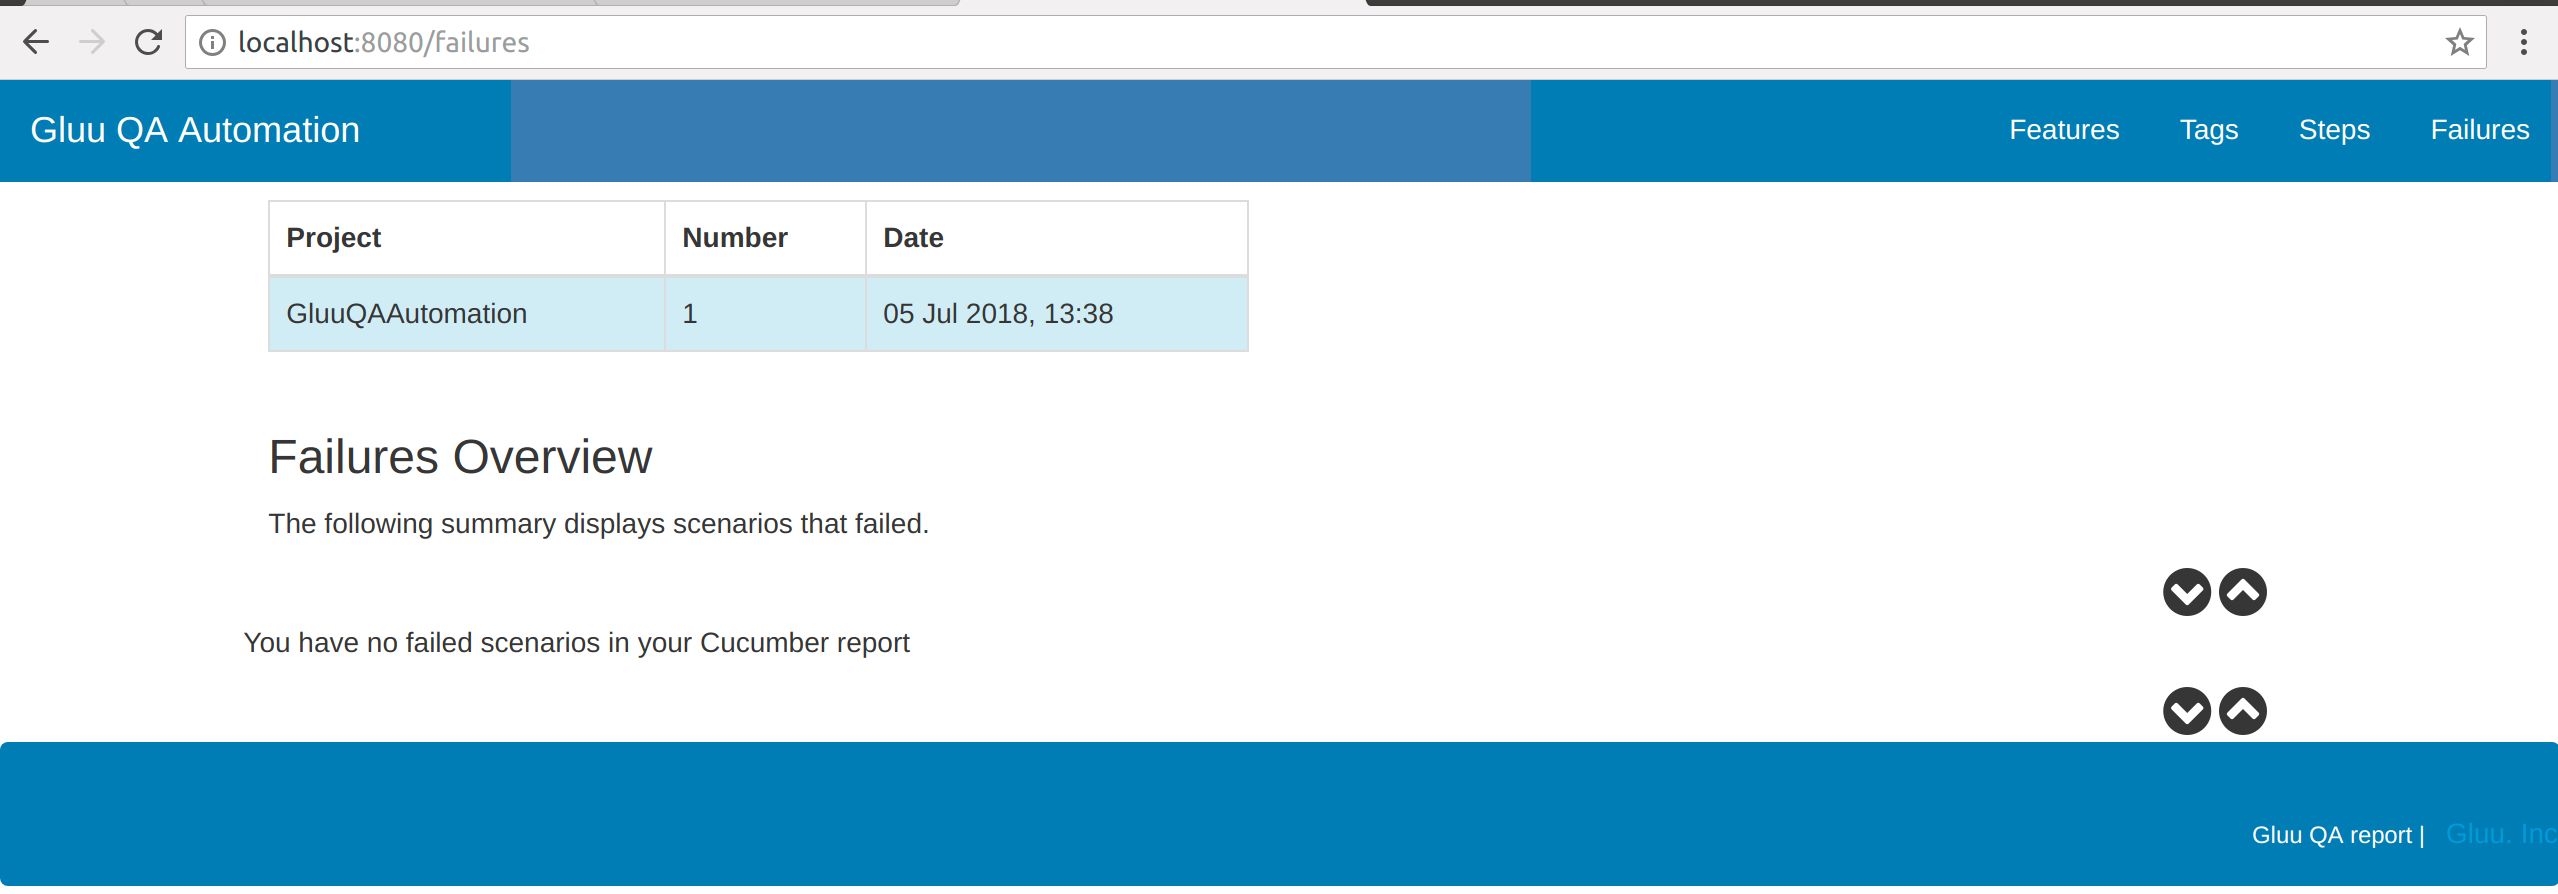 localhost:8080/failures
Gluu QA Automation Features Tags Steps Failures
Project Number Date
GluuQAAutomation 1 05 Jul 2018, 13:38
Failures Overview
The following summary displays scenarios that failed.
You have no failed scenarios in your Cucumber report
Gluu QA report | Gluu. Inc